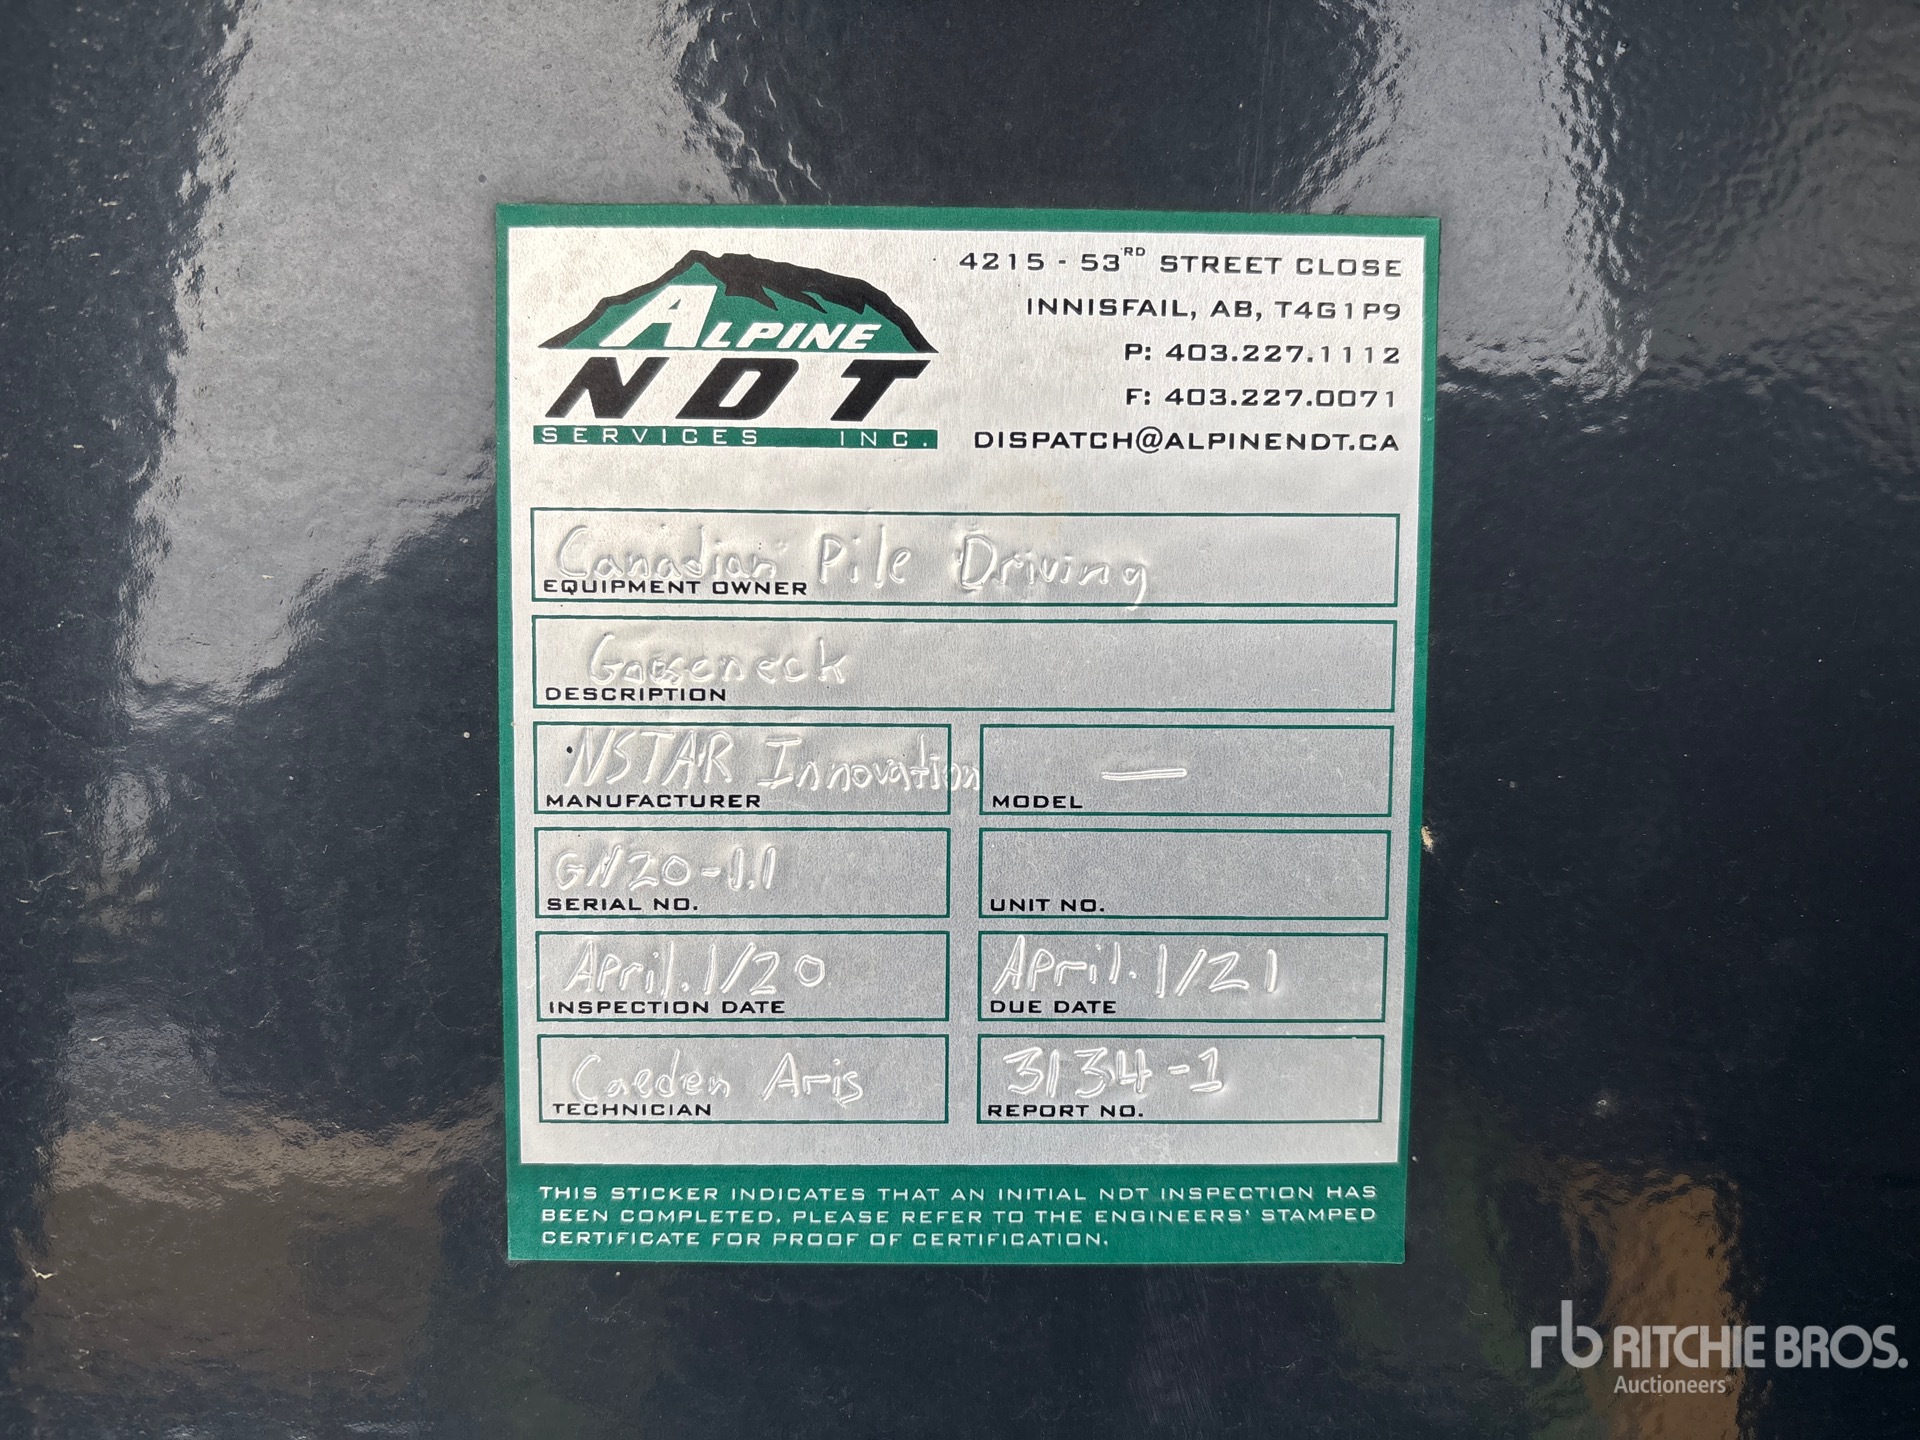 ALPINE
NDT
SERVICES INC.
4215 - 53RD STREET CLOSE
INNISFAIL, AB, T4G1P9
P: 403.227.1112
F: 403.227.0071
DISPATCH@ALPINENDT.CA
Canadian Pile Driving
EQUIPMENT OWNER
Gooseneck
DESCRIPTION
NSTAR Innovation
MANUFACTURER
—
MODEL
GN20-1.1
SERIAL NO.
UNIT NO.
April.1/20
INSPECTION DATE
April.1/21
DUE DATE
Caeden Aris
TECHNICIAN
3134-1
REPORT NO.
THIS STICKER INDICATES THAT AN INITIAL NDT INSPECTION HAS
BEEN COMPLETED. PLEASE REFER TO THE ENGINEERS' STAMPED
CERTIFICATE FOR PROOF OF CERTIFICATION.
rb RITCHIE BROS.
Auctioneers